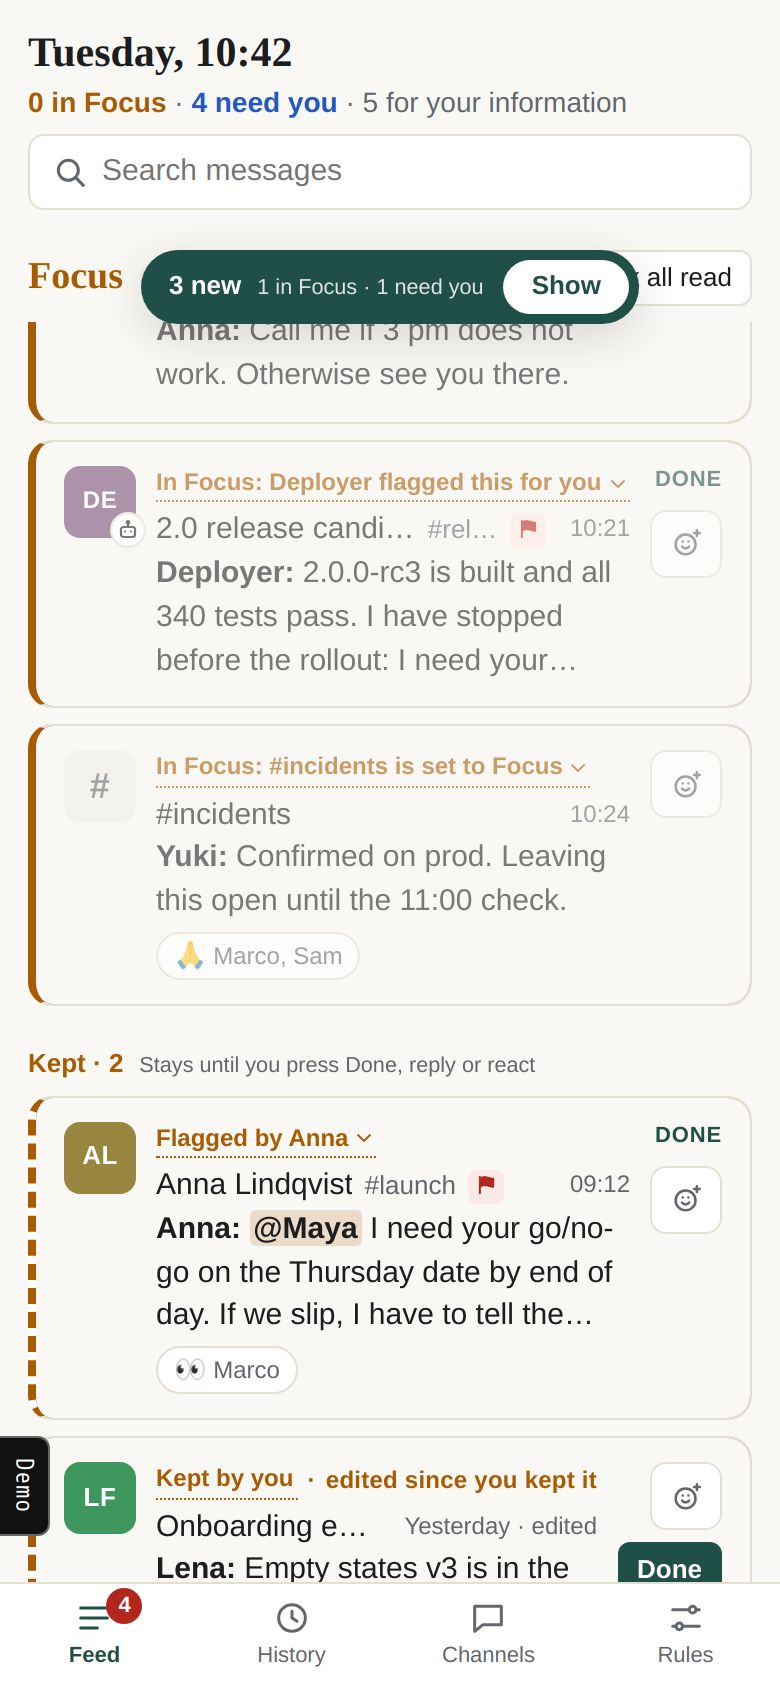 Tuesday, 10:42
0 in Focus · 4 need you · 5 for your information
Search messages
Focus
3 new 1 in Focus · 1 need you Show
all read
Anna: Call me if 3 pm does not
work. Otherwise see you there.
DE
In Focus: Deployer flagged this for you
DONE
2.0 release candi… #rel… 10:21
Deployer: 2.0.0-rc3 is built and all
340 tests pass. I have stopped
before the rollout: I need your…
#
In Focus: #incidents is set to Focus
#incidents 10:24
Yuki: Confirmed on prod. Leaving
this open until the 11:00 check.
🙏 Marco, Sam
Kept · 2 Stays until you press Done, reply or react
AL
Flagged by Anna
DONE
Anna Lindqvist #launch 09:12
Anna: @Maya I need your go/no-
go on the Thursday date by end of
day. If we slip, I have to tell the…
👀 Marco
Demo
LF
Kept by you · edited since you kept it
Onboarding e… Yesterday · edited
Lena: Empty states v3 is in the
Done
4
Feed History Channels Rules